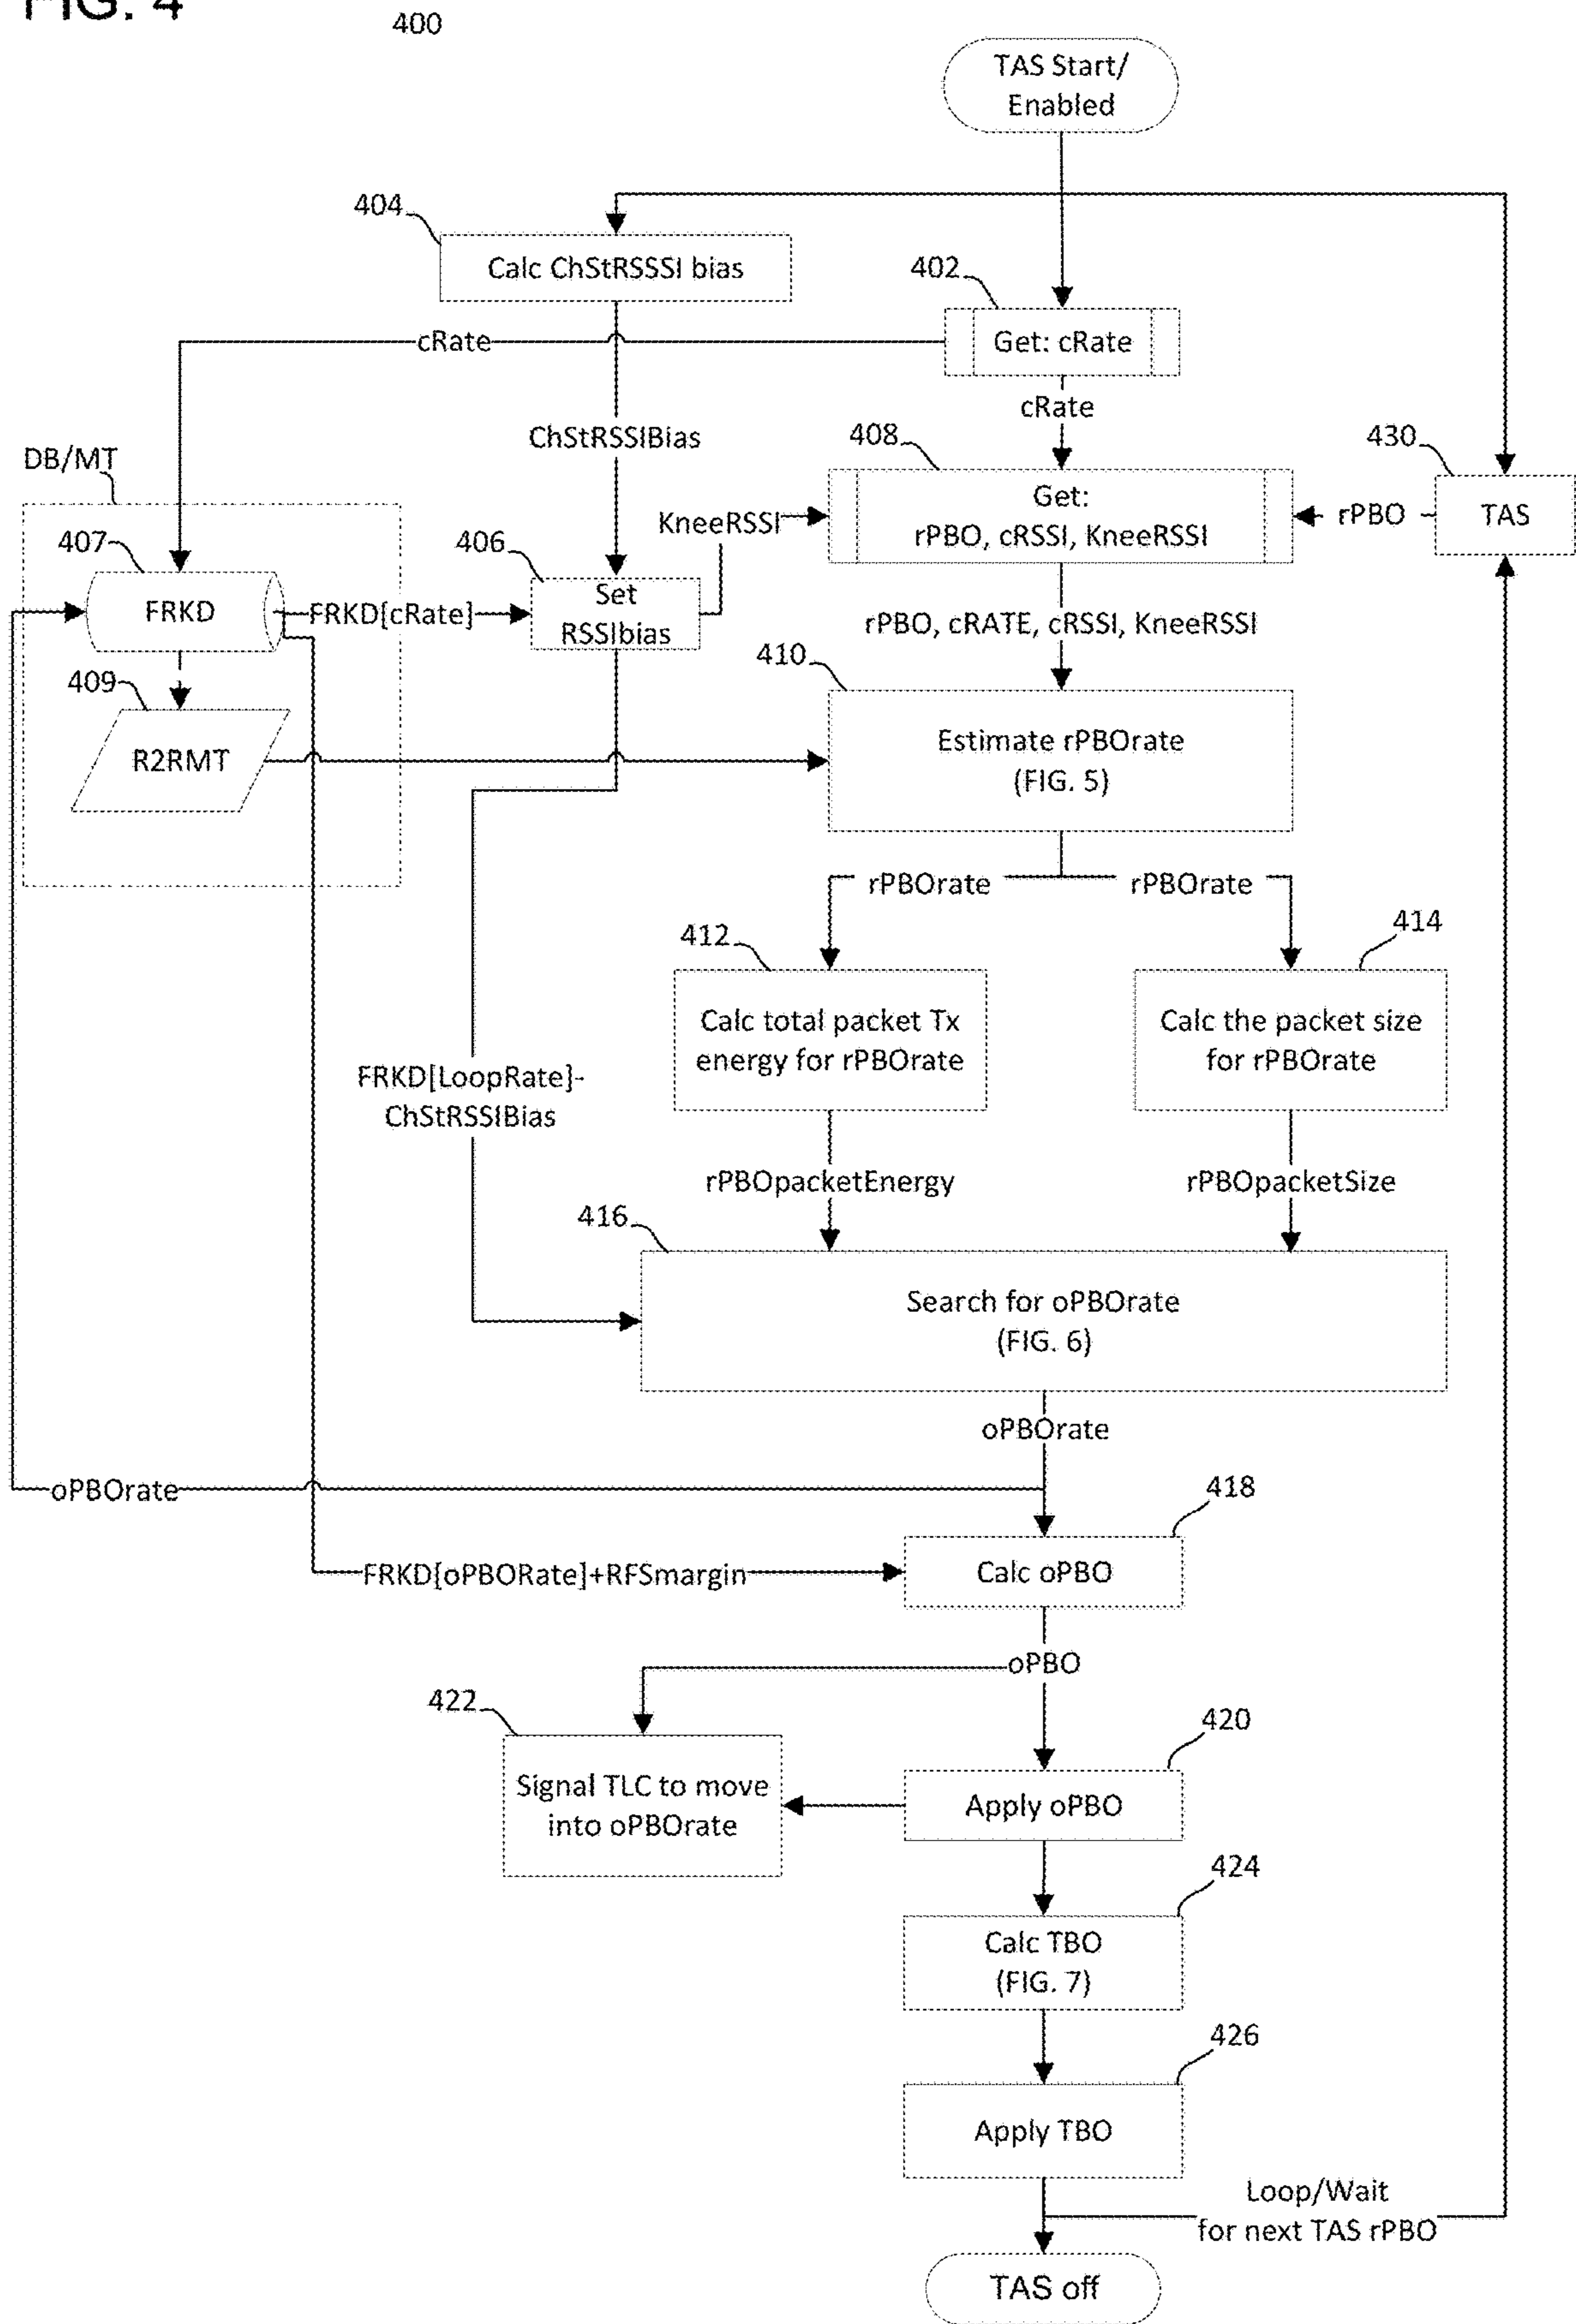 FIG. 4
400
TAS Start/
Enabled
404
Calc ChStRSSSI bias
402
Get: cRate
cRate
cRate
ChStRSSIBias
408
430
DB/MT
Get:
rPBO, cRSSI, KneeRSSI
rPBO
TAS
KneeRSSI
407
406
FRKD
FRKD[cRate]
Set
RSSIbias
rPBO, cRATE, cRSSI, KneeRSSI
410
409
R2RMT
Estimate rPBOrate
(FIG. 5)
rPBOrate
rPBOrate
412
414
Calc total packet Tx
energy for rPBOrate
Calc the packet size
for rPBOrate
FRKD[LoopRate]-
ChStRSSIBias
rPBOpacketEnergy
rPBOpacketSize
416
Search for oPBOrate
(FIG. 6)
oPBOrate
oPBOrate
418
FRKD[oPBORate]+RFSmargin
Calc oPBO
oPBO
422
420
Signal TLC to move
into oPBOrate
Apply oPBO
424
Calc TBO
(FIG. 7)
426
Apply TBO
Loop/Wait
for next TAS rPBO
TAS off